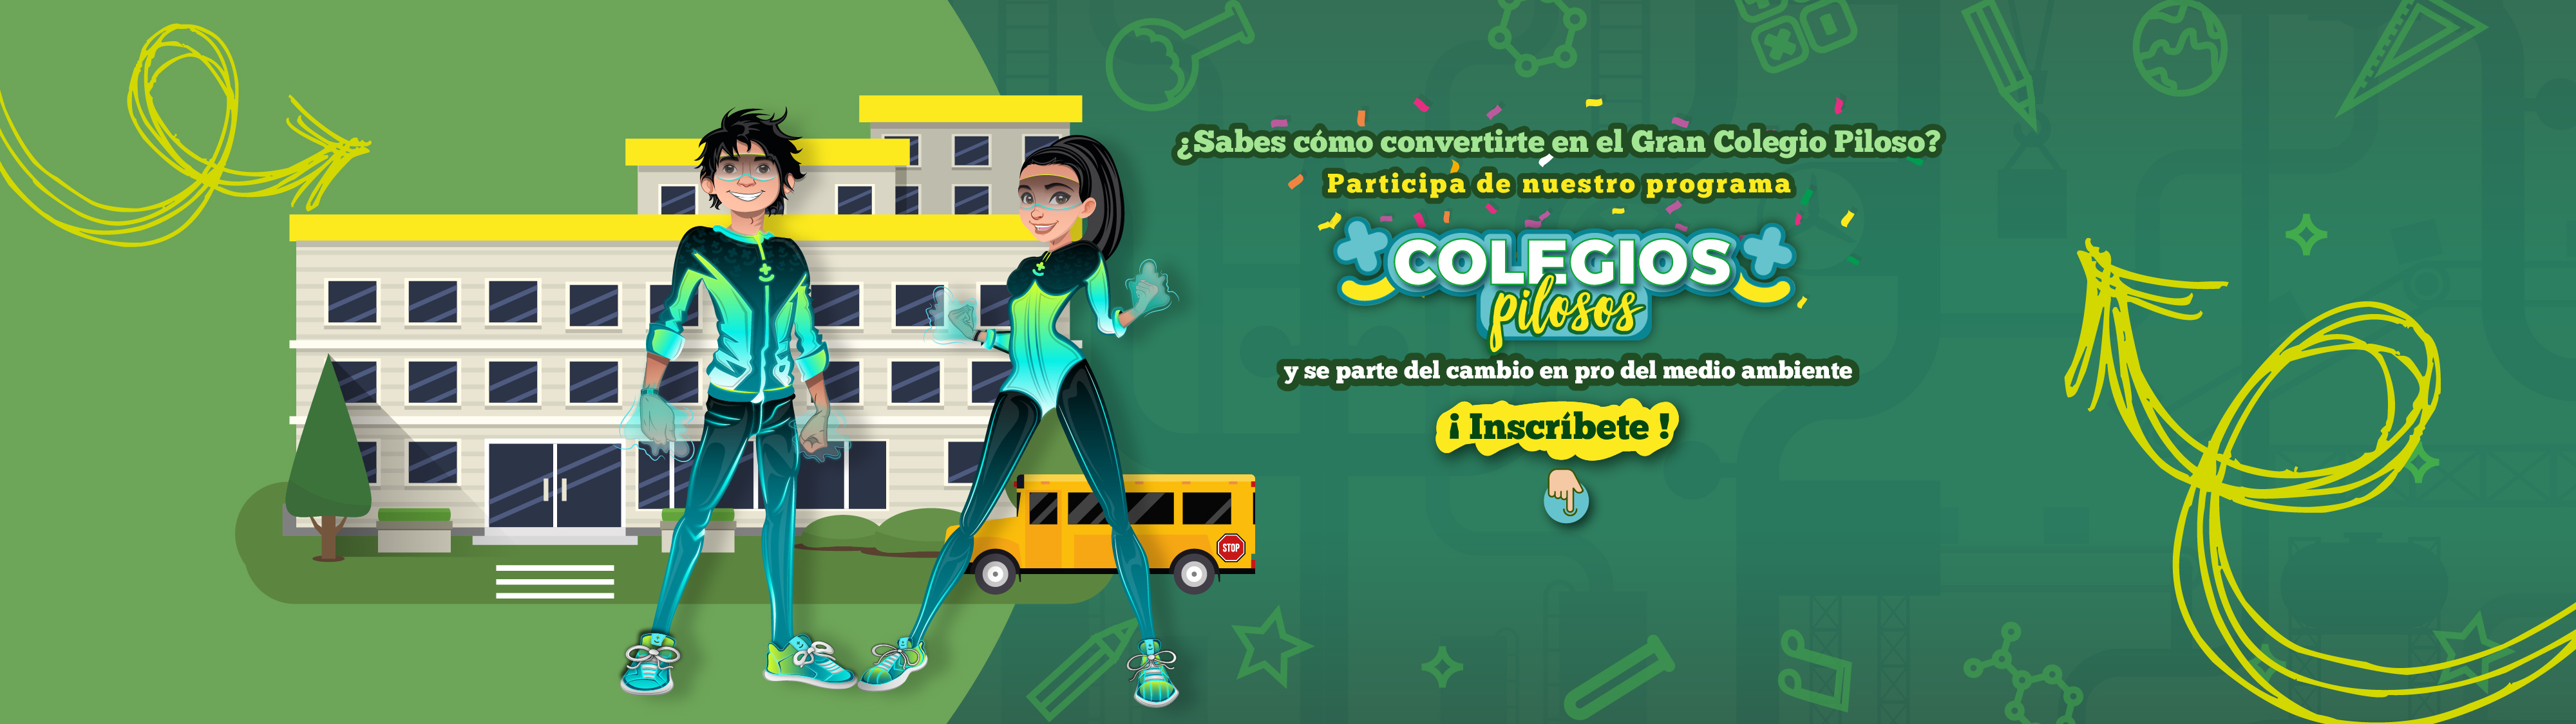 ¿Sabes cómo convertirte en el Gran Colegio Piloso?
Participa de nuestro programa
COLEGIOS
pilosos
y se parte del cambio en pro del medio ambiente
¡ Inscríbete !
STOP